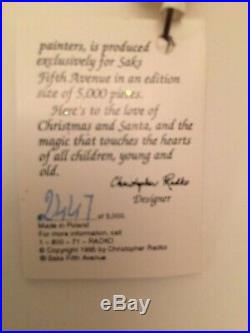 painters, is produced
exclusively for Saks
Fifth Avenue in an edition
size of 5,000 pieces.
Here's to the love of
Christmas and Santa, and the
magic that touches the hearts
of all children, young and
old.
Christopher Radko
Designer
2447 of 5,000.
Made in Poland
For more information, call
1-800-71-RADKO
© Copyright 1995 by Christopher Radko
® Saks Fifth Avenue